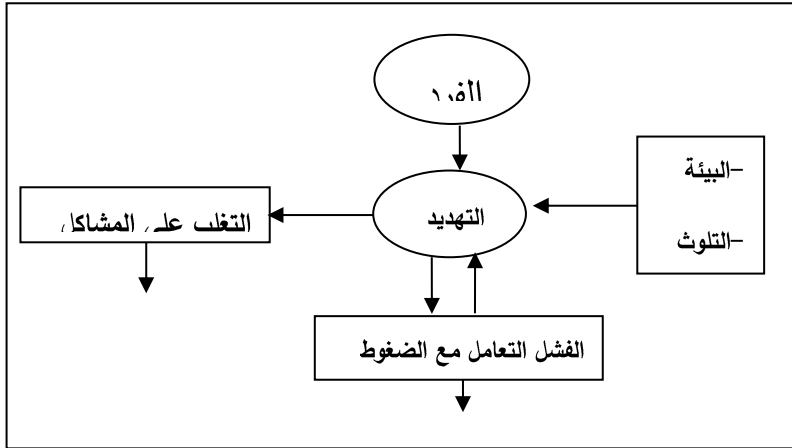 الفرد
-البيئة
-التلوث
التهديد
التغلب على المشاكل
الفشل التعامل مع الضغوط